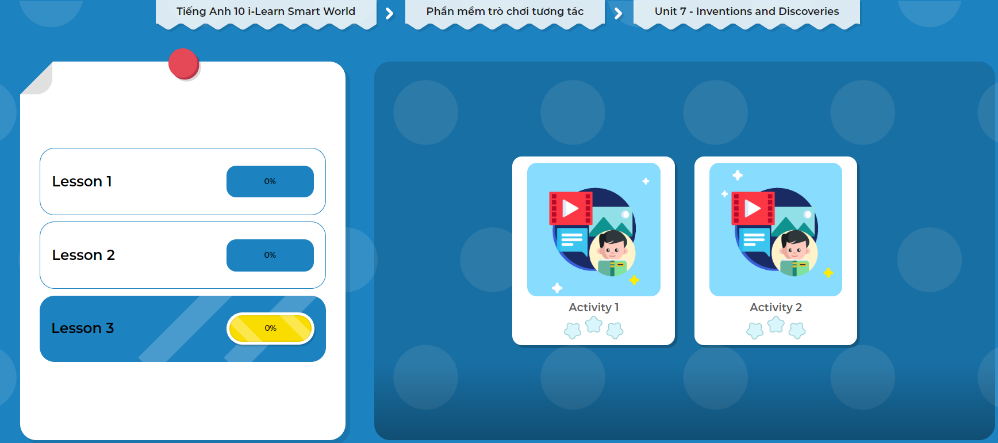 Tiếng Anh 10 i-Learn Smart World
Phần mềm trò chơi tương tác
Unit 7 - Inventions and Discoveries
Lesson 1
0%
Lesson 2
0%
Lesson 3
0%
Activity 1
Activity 2